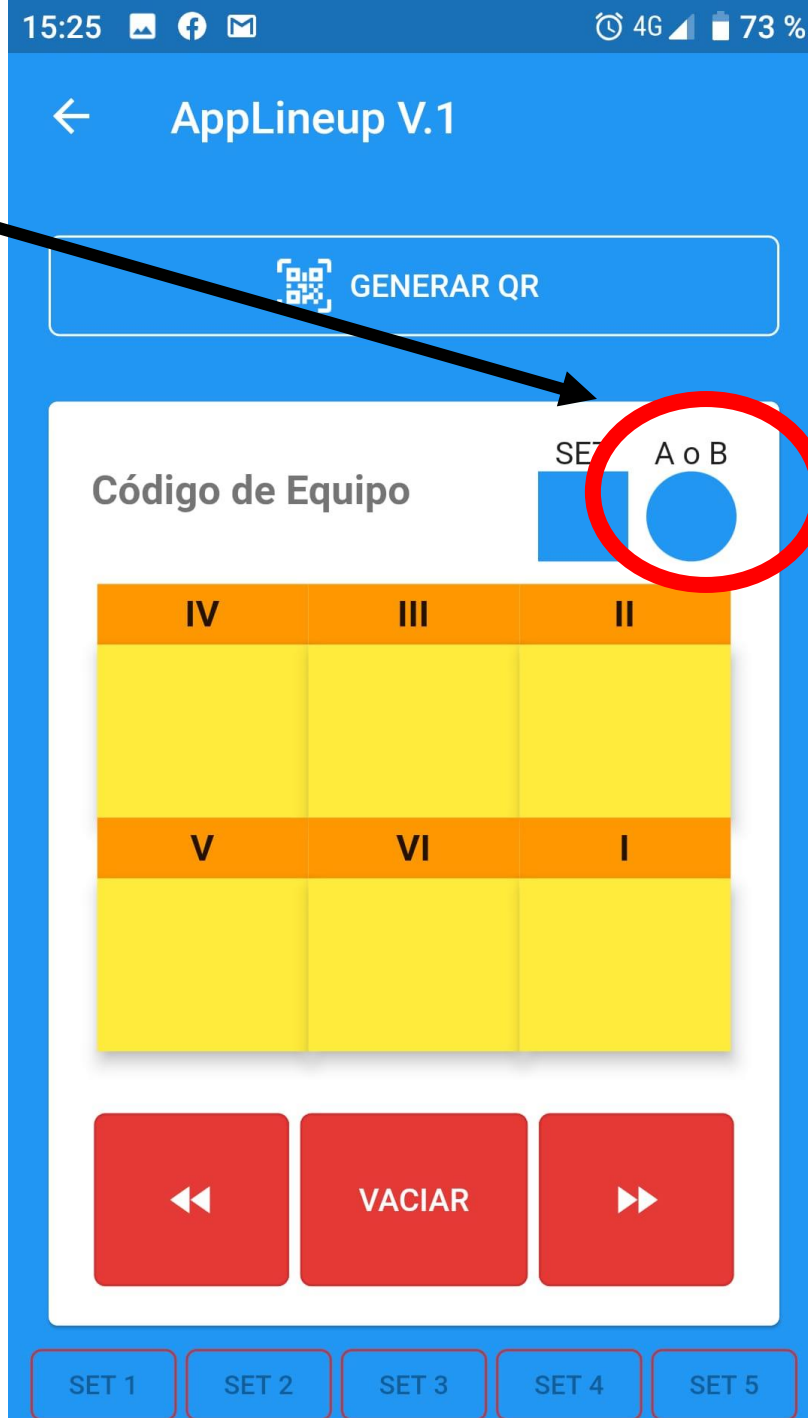 15:25 4G 73 %
AppLineup V.1
GENERAR QR
SET A o B
Código de Equipo
IV III II
V VI I
VACIAR
SET 1 SET 2 SET 3 SET 4 SET 5